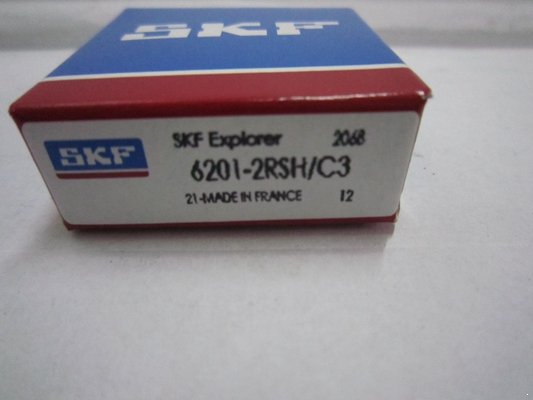 SKF
SKF
SKF Explorer 206B
6201-2RSH/C3
21-MADE IN FRANCE 12